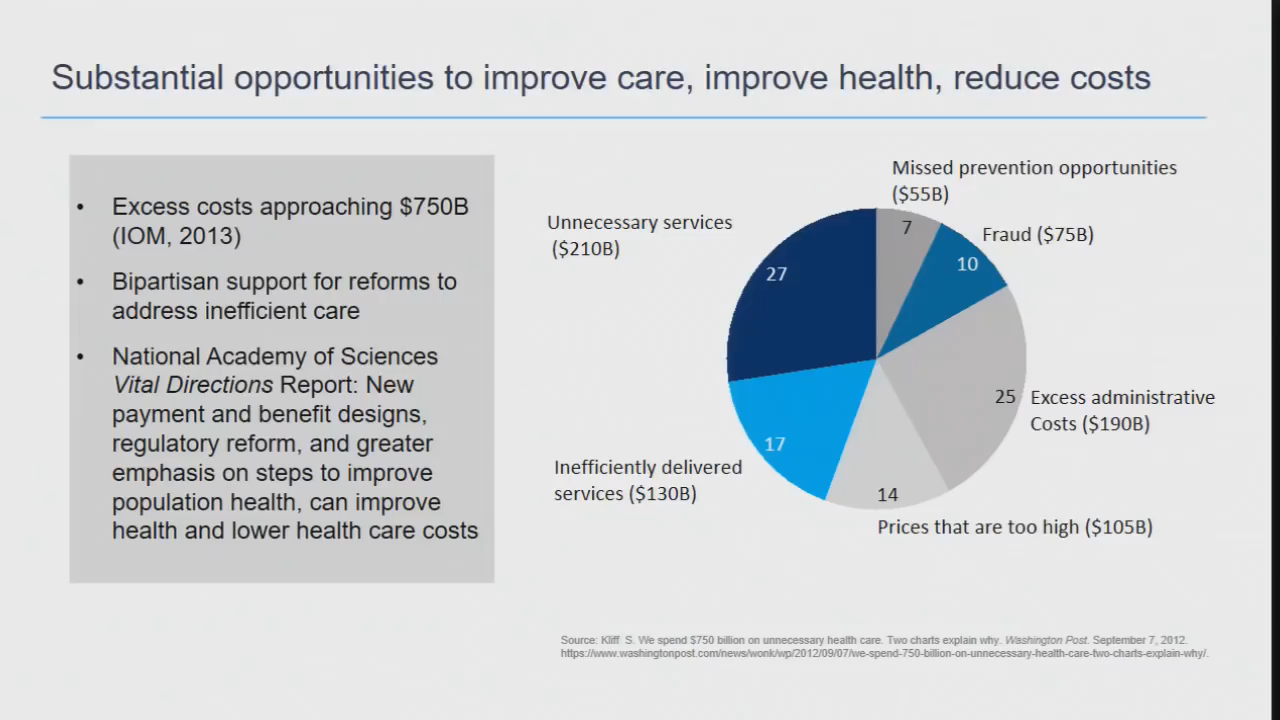 Substantial opportunities to improve care, improve health, reduce costs
• Excess costs approaching $750B
(IOM, 2013)
• Bipartisan support for reforms to
address inefficient care
• National Academy of Sciences
Vital Directions Report: New
payment and benefit designs,
regulatory reform, and greater
emphasis on steps to improve
population health, can improve
health and lower health care costs
Missed prevention opportunities
($55B)
7
Fraud ($75B)
10
Excess administrative
Costs ($190B)
25
Prices that are too high ($105B)
14
Inefficiently delivered
services ($130B)
17
Unnecessary services
($210B)
27
Source: Kliff S. We spend $750 billion on unnecessary health care. Two charts explain why. Washington Post. September 7, 2012.
https://www.washingtonpost.com/news/wonk/wp/2012/09/07/we-spend-750-billion-on-unnecessary-health-care-two-charts-explain-why/.